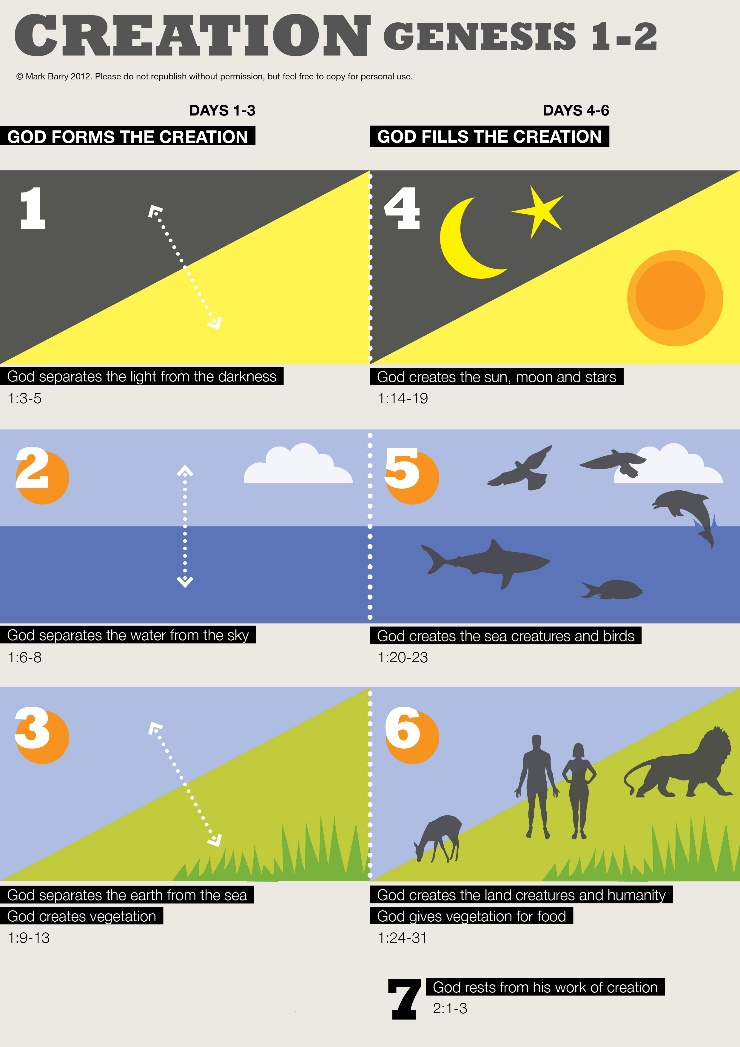 CREATION GENESIS 1-2
© Mark Barry 2012. Please do not republish without permission, but feel free to copy for personal use.
DAYS 1-3
GOD FORMS THE CREATION
DAYS 4-6
GOD FILLS THE CREATION
1
God separates the light from the darkness
1:3-5
4
God creates the sun, moon and stars
1:14-19
2
God separates the water from the sky
1:6-8
5
God creates the sea creatures and birds
1:20-23
3
God separates the earth from the sea
God creates vegetation
1:9-13
6
God creates the land creatures and humanity
God gives vegetation for food
1:24-31
7
God rests from his work of creation
2:1-3